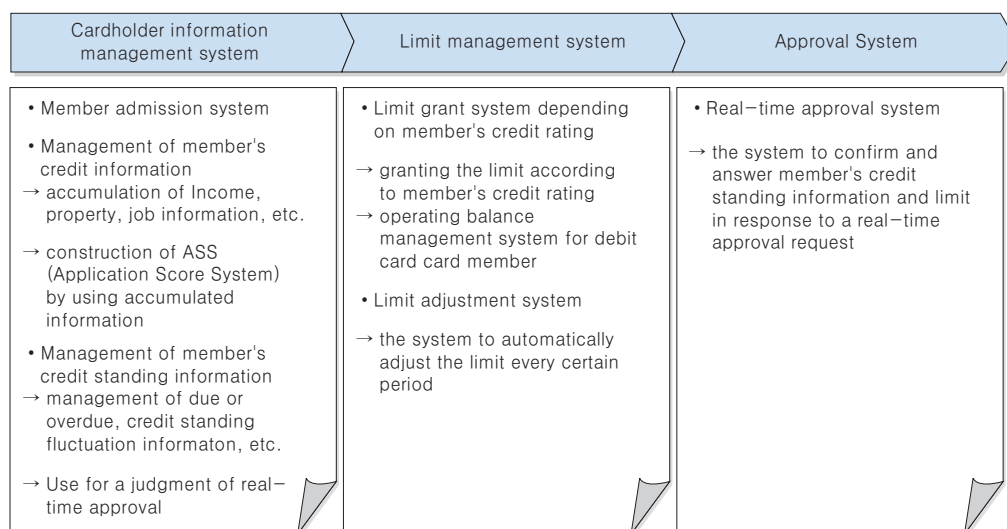 Cardholder information
management system
Limit management system
Approval System
• Member admission system
• Management of member's
credit information
→ accumulation of Income,
property, job information, etc.
→ construction of ASS
(Application Score System)
by using accumulated
information
• Management of member's
credit standing information
→ management of due or
overdue, credit standing
fluctuation informaton, etc.
→ Use for a judgment of real-
time approval
• Limit grant system depending
on member's credit rating
→ granting the limit according
to member's credit rating
→ operating balance
management system for debit
card card member
• Limit adjustment system
→ the system to automatically
adjust the limit every certain
period
• Real-time approval system
→ the system to confirm and
answer member's credit
standing information and limit
in response to a real-time
approval request